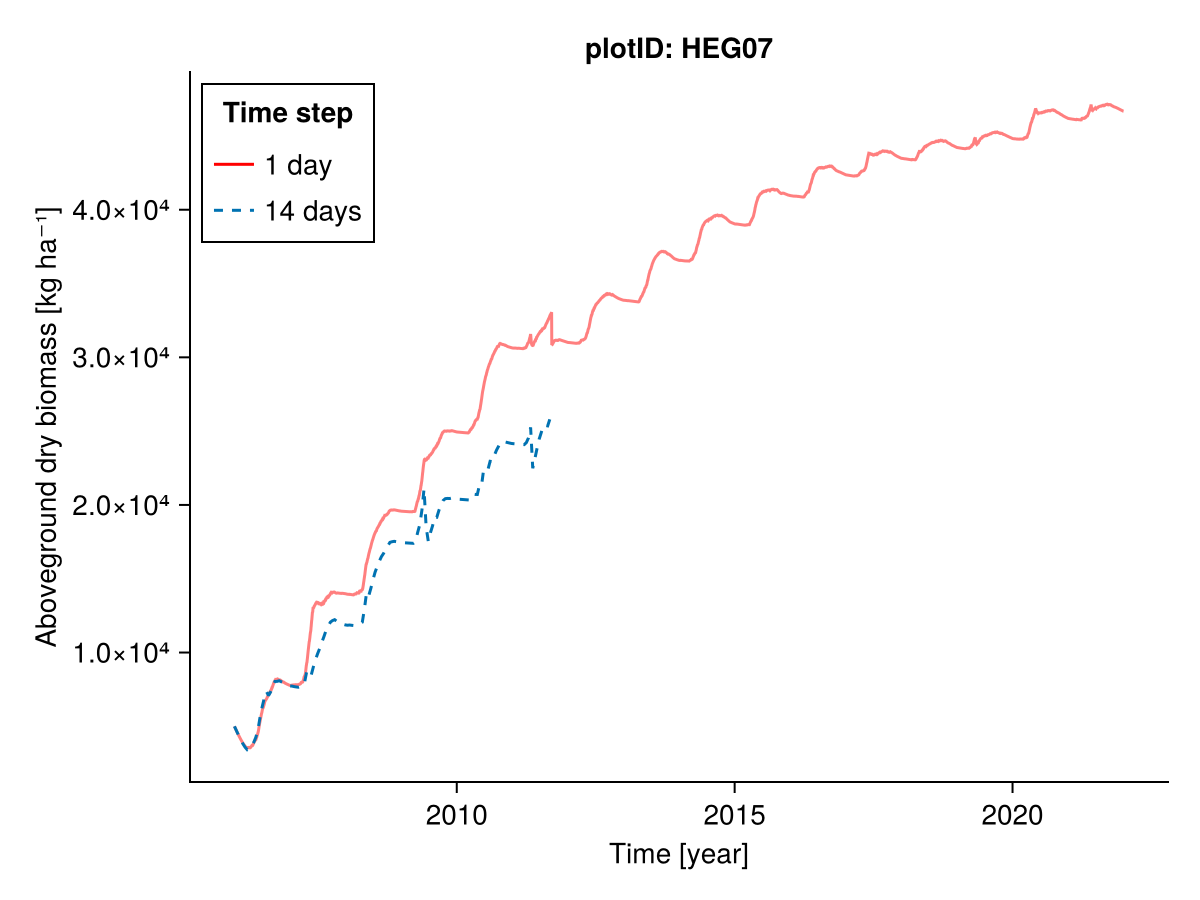 plotID: HEG07
Time step
1 day
14 days
Aboveground dry biomass [kg ha⁻¹]
4.0×10⁴
3.0×10⁴
2.0×10⁴
1.0×10⁴
2010
2015
2020
Time [year]